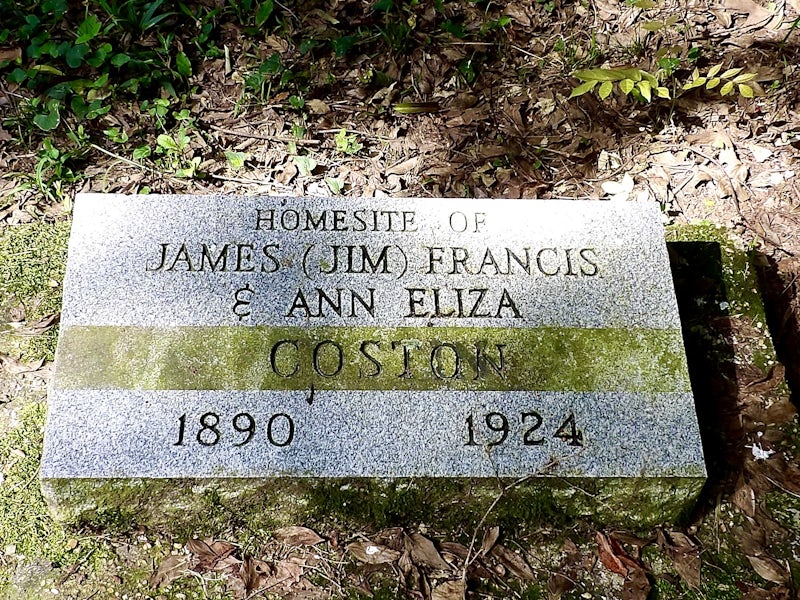 HOMESITE OF
JAMES (JIM) FRANCIS
& ANN ELIZA
COSTON
1890 1924